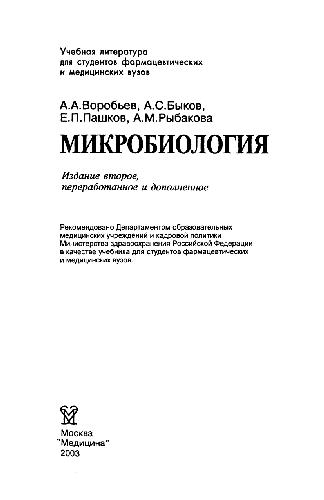 Учебная литература
для студентов фармацевтических
и медицинских вузов
А.А.Воробьев, А.С.Быков,
Е.П.Пашков, А.М.Рыбакова
МИКРОБИОЛОГИЯ
Издание второе,
переработанное и дополненное
Рекомендовано Департаментом образовательных
медицинских учреждений и кадровой политики
Министерства здравоохранения Российской Федерации
в качестве учебника для студентов фармацевтических
и медицинских вузов.
Москва
"Медицина"
2003